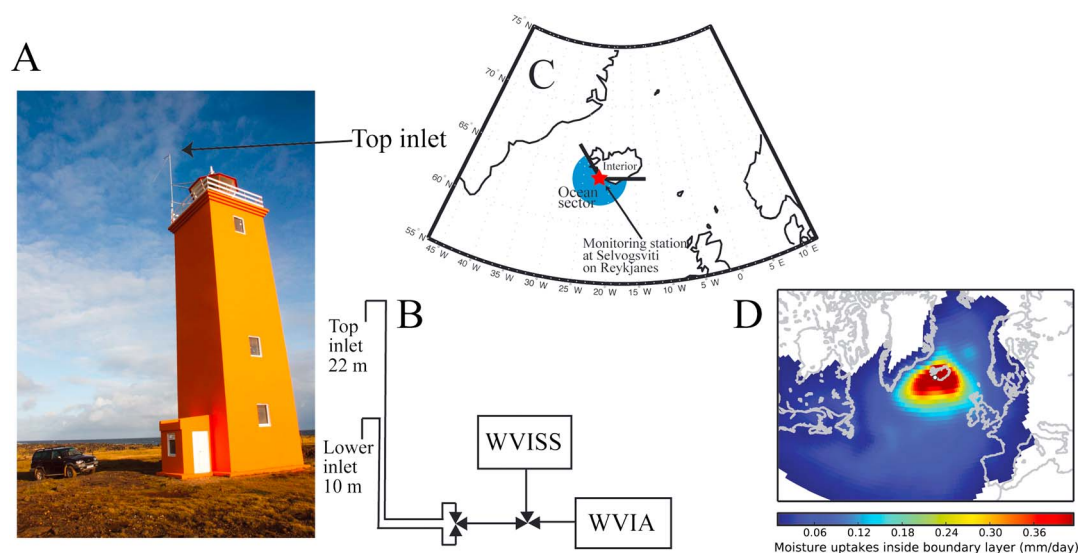 A
Top inlet
B
Top
inlet
22 m
Lower
inlet
10 m
WVISS
WVIA
C
75° N
70° N
65° N
60° N
55° N
45° W
40° W
35° W
30° W
25° W
20° W
15° W
10° W
5° W
0°
5° E
10° E
Interior
Ocean
sector
Monitoring station
at Selvogsviti
on Reykjanes
D
0.06 0.12 0.18 0.24 0.30 0.36
Moisture uptakes inside boundary layer (mm/day)